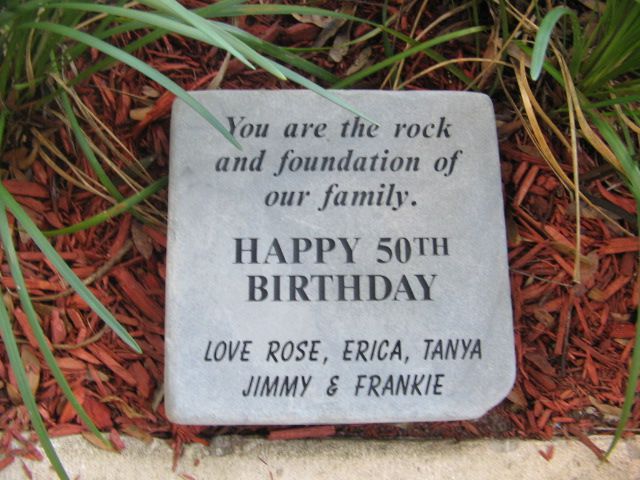 You are the rock
and foundation of
our family.
HAPPY 50TH
BIRTHDAY
LOVE ROSE, ERICA, TANYA
JIMMY & FRANKIE